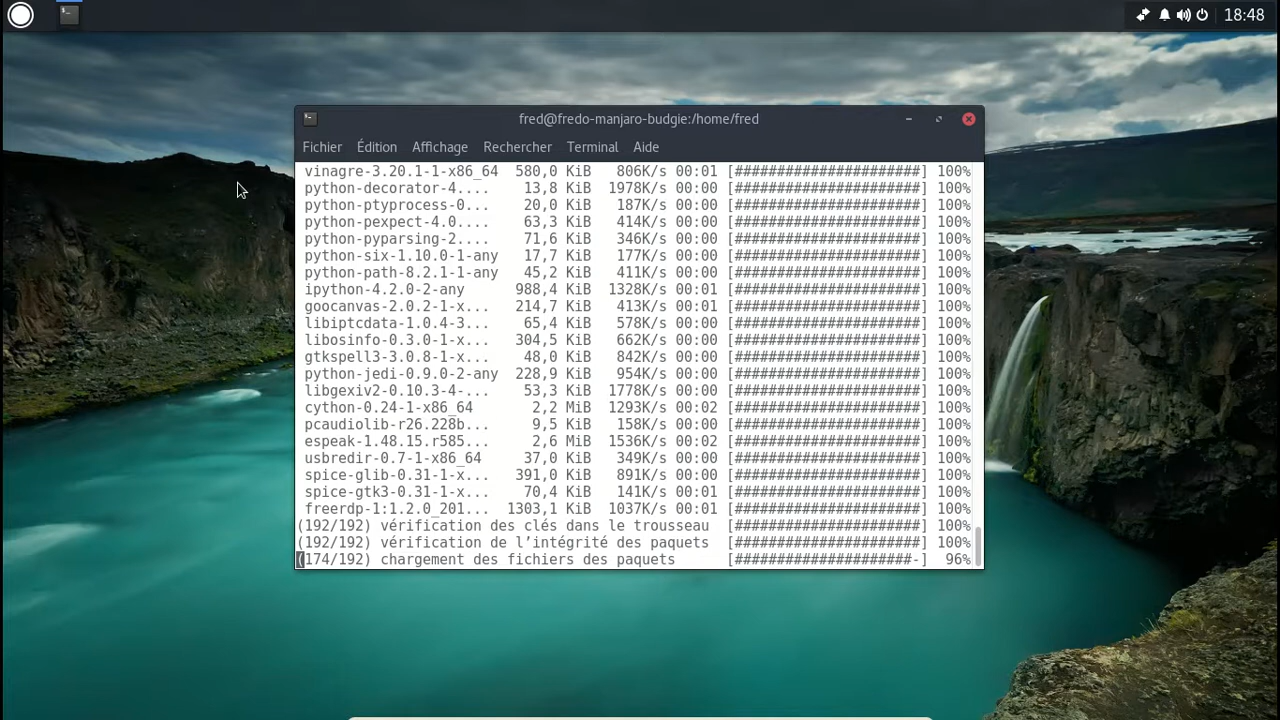 18:48
fred@fredo-manjaro-budgie:/home/fred
Fichier Édition Affichage Rechercher Terminal Aide
vinagre-3.20.1-1-x86_64 580,0 KiB 806K/s 00:01 [######################] 100%
python-decorator-4.... 13,8 KiB 1978K/s 00:00 [######################] 100%
python-ptyprocess-0... 20,0 KiB 187K/s 00:00 [######################] 100%
python-pexpect-4.0.... 63,3 KiB 414K/s 00:00 [######################] 100%
python-pyparsing-2.... 71,6 KiB 346K/s 00:00 [######################] 100%
python-six-1.10.0-1-any 17,7 KiB 177K/s 00:00 [######################] 100%
python-path-8.2.1-1-any 45,2 KiB 411K/s 00:00 [######################] 100%
ipython-4.2.0-2-any 988,4 KiB 1328K/s 00:01 [######################] 100%
goocanvas-2.0.2-1-x... 214,7 KiB 413K/s 00:01 [######################] 100%
libiptcdata-1.0.4-3... 65,4 KiB 578K/s 00:00 [######################] 100%
libosinfo-0.3.0-1-x... 304,5 KiB 662K/s 00:00 [######################] 100%
gtkspell3-3.0.8-1-x... 48,0 KiB 842K/s 00:00 [######################] 100%
python-jedi-0.9.0-2-any 228,9 KiB 954K/s 00:00 [######################] 100%
libgexiv2-0.10.3-4-... 53,3 KiB 1778K/s 00:00 [######################] 100%
cython-0.24-1-x86_64 2,2 MiB 1293K/s 00:02 [######################] 100%
pcaudiolib-r26.228b... 9,5 KiB 158K/s 00:00 [######################] 100%
espeak-1.48.15.r585... 2,6 MiB 1536K/s 00:02 [######################] 100%
usbredir-0.7-1-x86_64 37,0 KiB 349K/s 00:00 [######################] 100%
spice-glib-0.31-1-x... 391,0 KiB 891K/s 00:00 [######################] 100%
spice-gtk3-0.31-1-x... 70,4 KiB 141K/s 00:01 [######################] 100%
freerdp-1:1.2.0_201... 1303,1 KiB 1037K/s 00:01 [######################] 100%
(192/192) vérification des clés dans le trousseau [######################] 100%
(192/192) vérification de l’intégrité des paquets [######################] 100%
(174/192) chargement des fichiers des paquets [#####################-] 96%